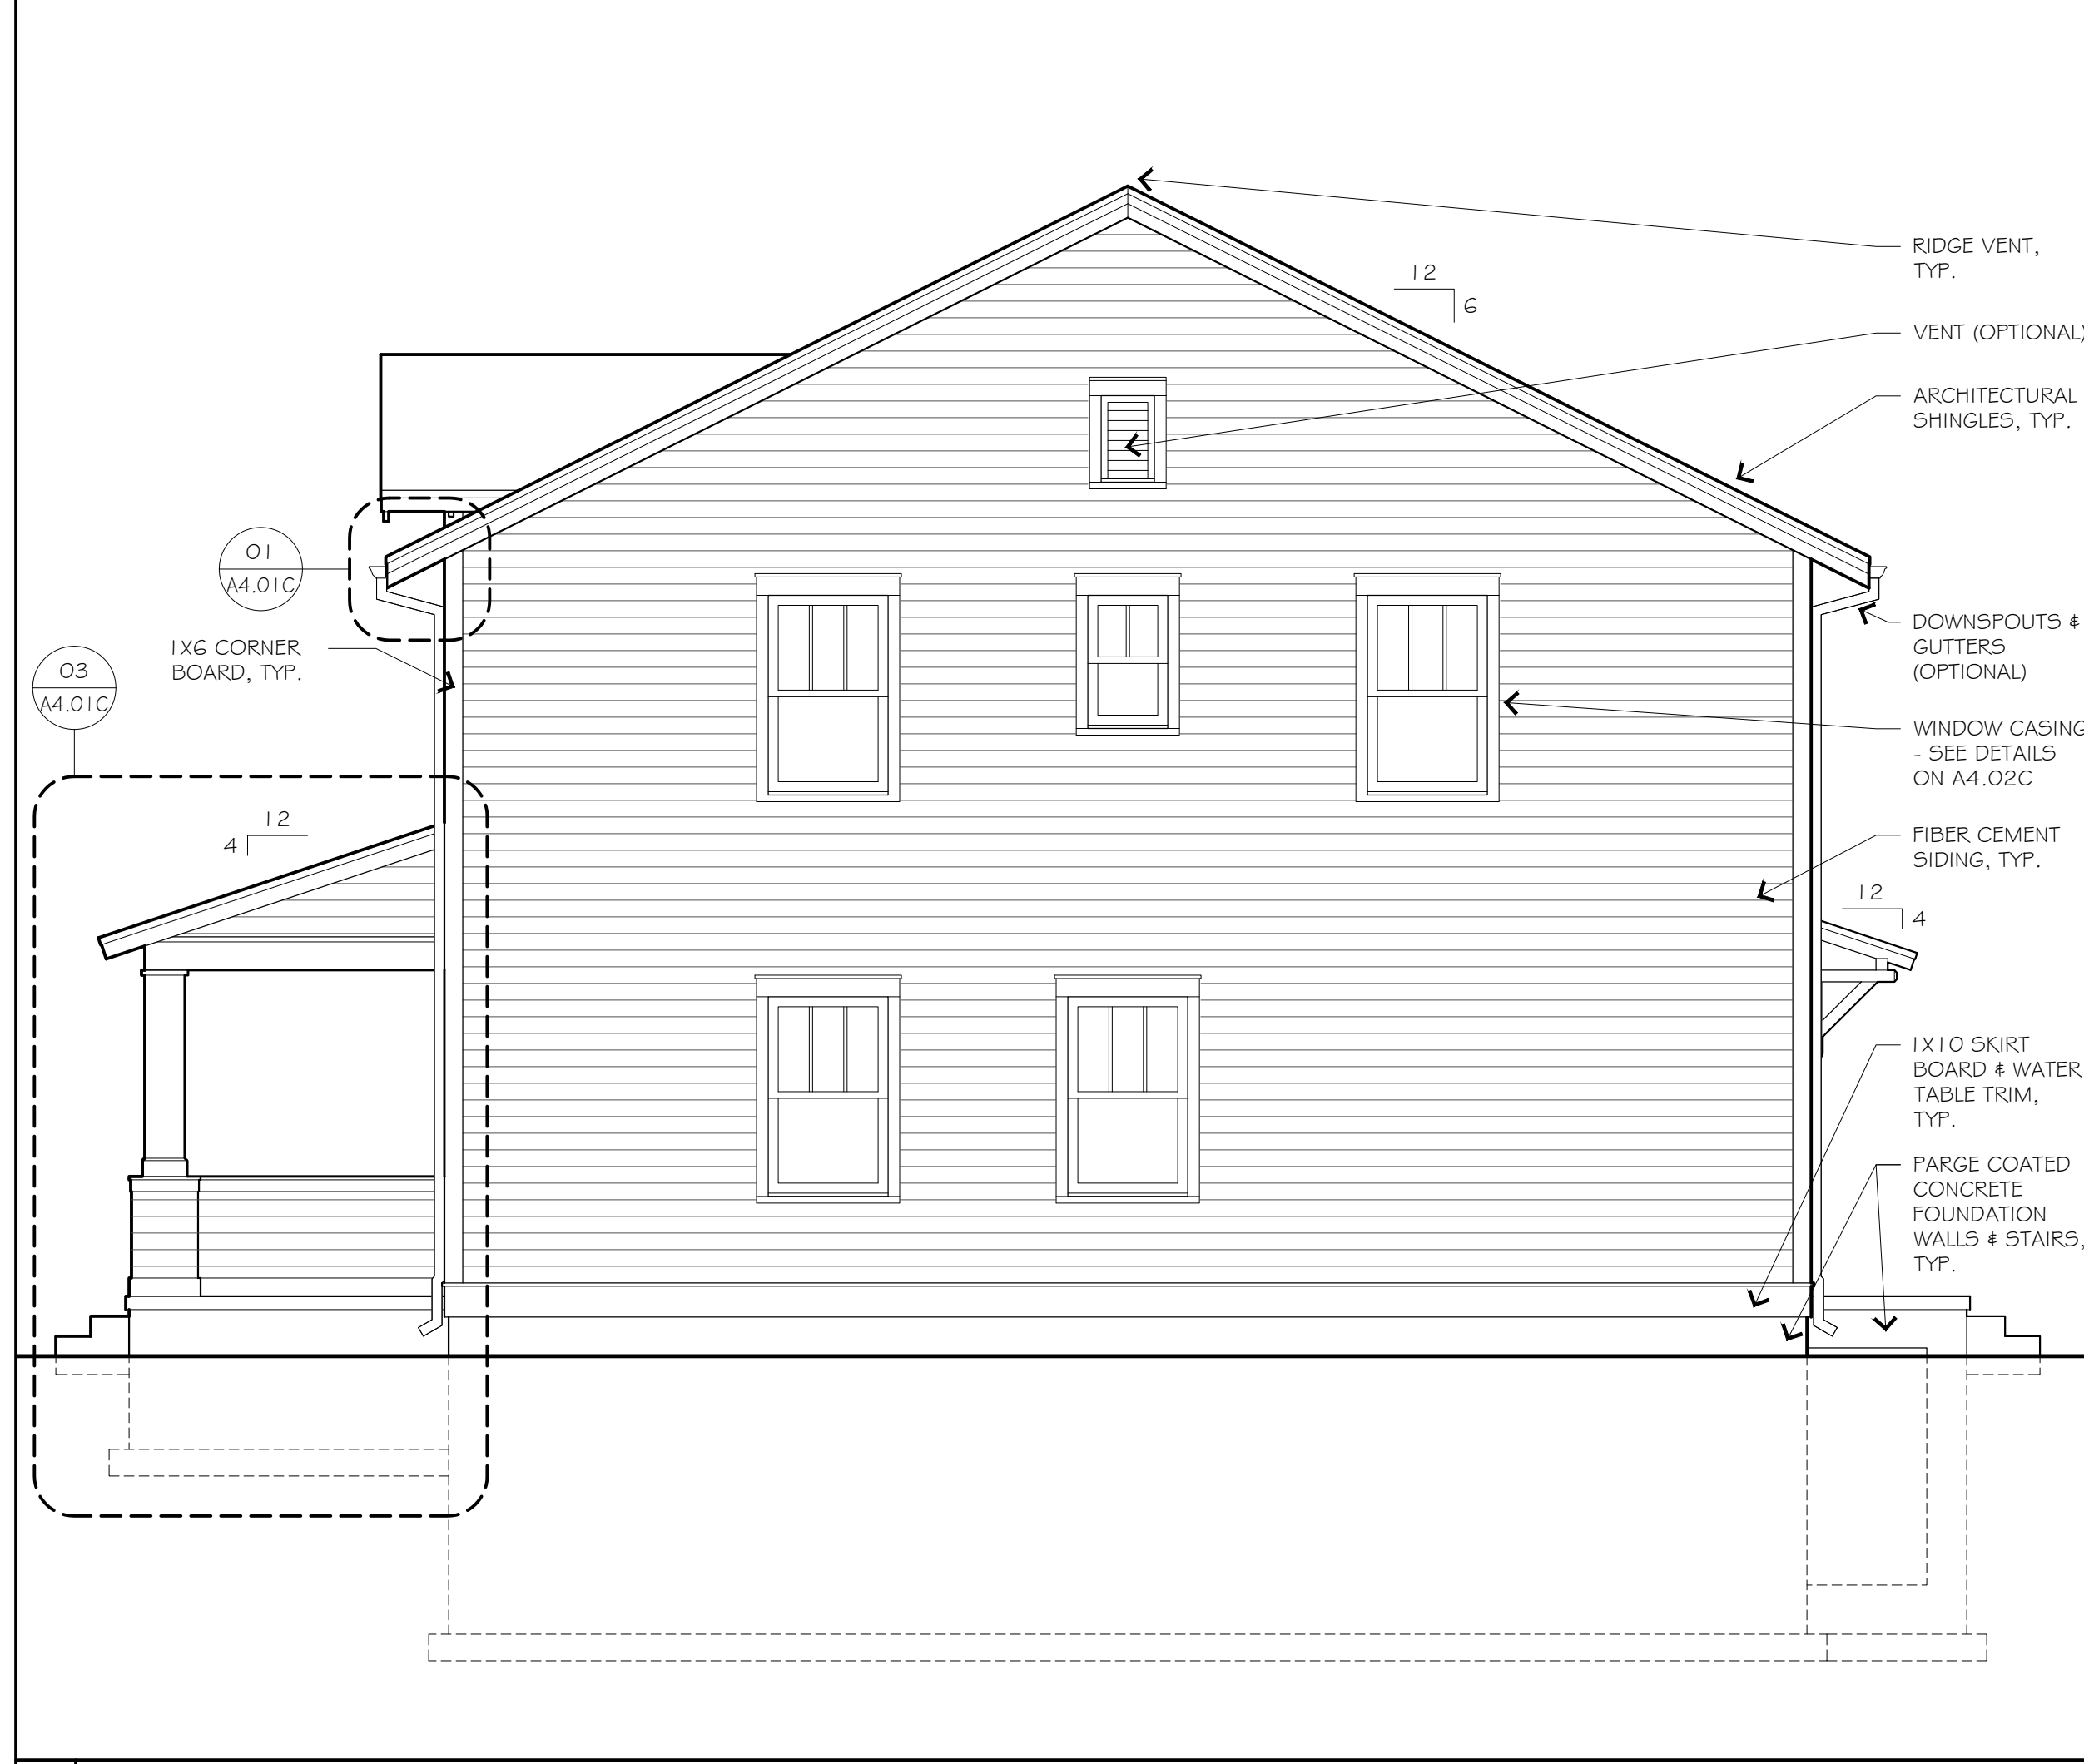 RIDGE VENT,
TYP.
12
6
VENT (OPTIONAL)
ARCHITECTURAL
SHINGLES, TYP.
01
A4.01C
1X6 CORNER
BOARD, TYP.
03
A4.01C
DOWNSPOUTS &
GUTTERS
(OPTIONAL)
WINDOW CASING
- SEE DETAILS
ON A4.02C
12
4
FIBER CEMENT
SIDING, TYP.
12
4
1X10 SKIRT
BOARD & WATER
TABLE TRIM,
TYP.
PARGE COATED
CONCRETE
FOUNDATION
WALLS & STAIRS,
TYP.